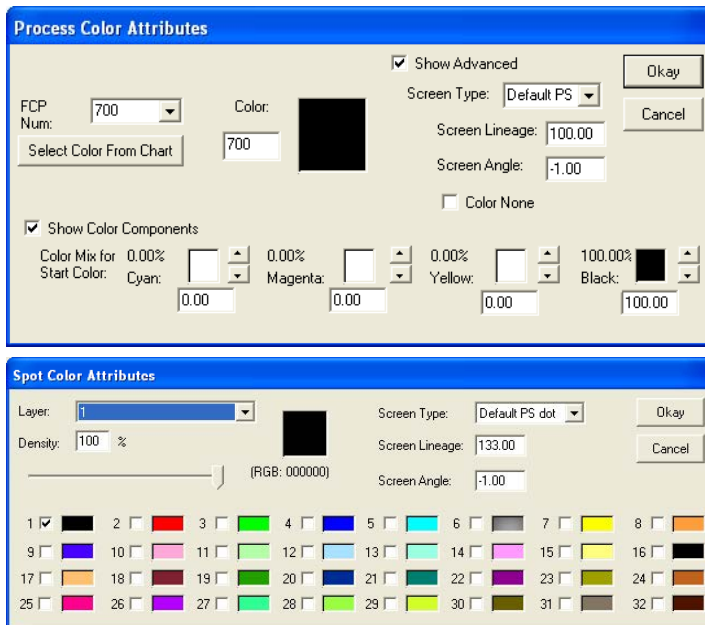 Process Color Attributes
Show Advanced
Okay
Screen Type: Default PS
FCP Num: 700
Color:
Cancel
Screen Lineage: 100.00
Select Color From Chart
700
Screen Angle: -1.00
Color None
Show Color Components
Color Mix for Start Color:
0.00% Cyan: 0.00
0.00% Magenta: 0.00
0.00% Yellow: 0.00
100.00% Black: 100.00
Spot Color Attributes
Layer: 1
Screen Type: Default PS dot
Okay
Density: 100 %
Screen Lineage: 133.00
Cancel
(RGB: 000000)
Screen Angle: -1.00
1 2 3 4 5 6 7 8
9 10 11 12 13 14 15 16
17 18 19 20 21 22 23 24
25 26 27 28 29 30 31 32